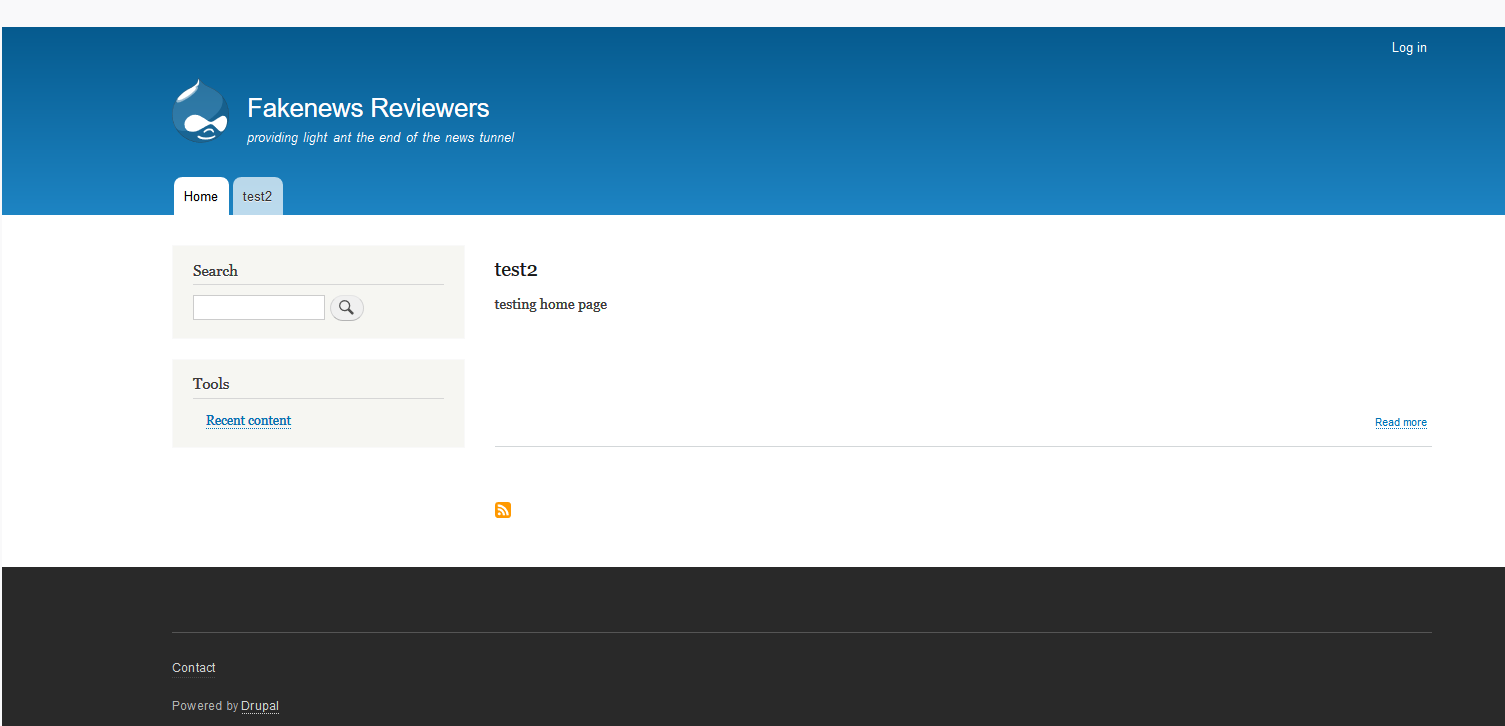 Log in
Fakenews Reviewers
providing light ant the end of the news tunnel
Home
test2
Search
Tools
Recent content
test2
testing home page
Read more
Contact
Powered by Drupal